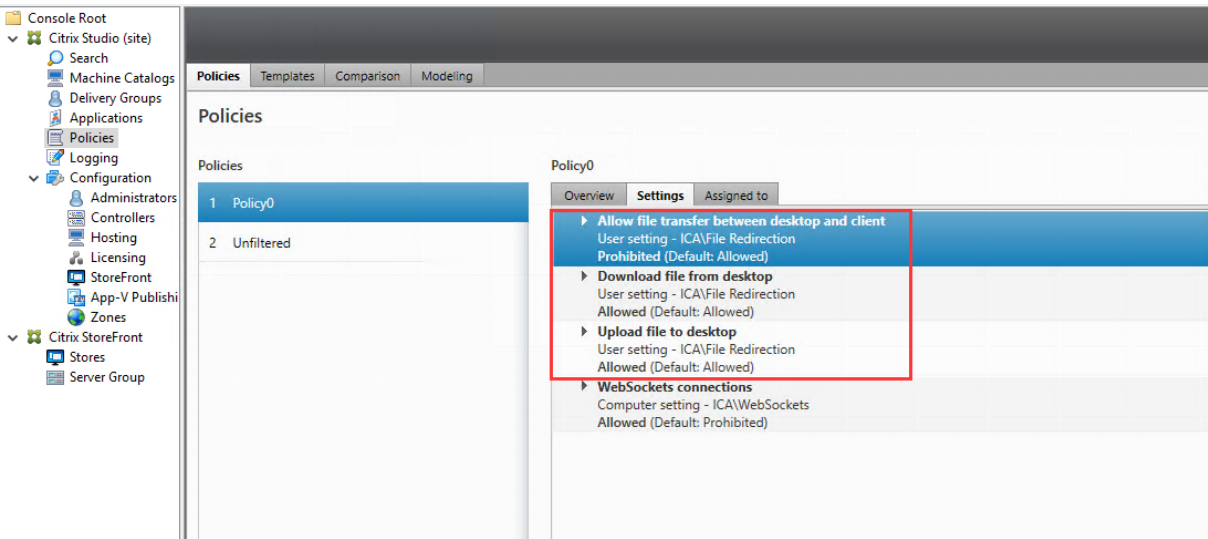 Console Root
Citrix Studio (site)
Search
Machine Catalogs
Delivery Groups
Applications
Policies
Logging
Configuration
Administrators
Controllers
Hosting
Licensing
StoreFront
App-V Publishi
Zones
Citrix StoreFront
Stores
Server Group
Policies Templates Comparison Modeling
Policies
Policies
1 Policy0
2 Unfiltered
Policy0
Overview Settings Assigned to
Allow file transfer between desktop and client
User setting - ICA\File Redirection
Prohibited (Default: Allowed)
Download file from desktop
User setting - ICA\File Redirection
Allowed (Default: Allowed)
Upload file to desktop
User setting - ICA\File Redirection
Allowed (Default: Allowed)
WebSockets connections
Computer setting - ICA\WebSockets
Allowed (Default: Prohibited)